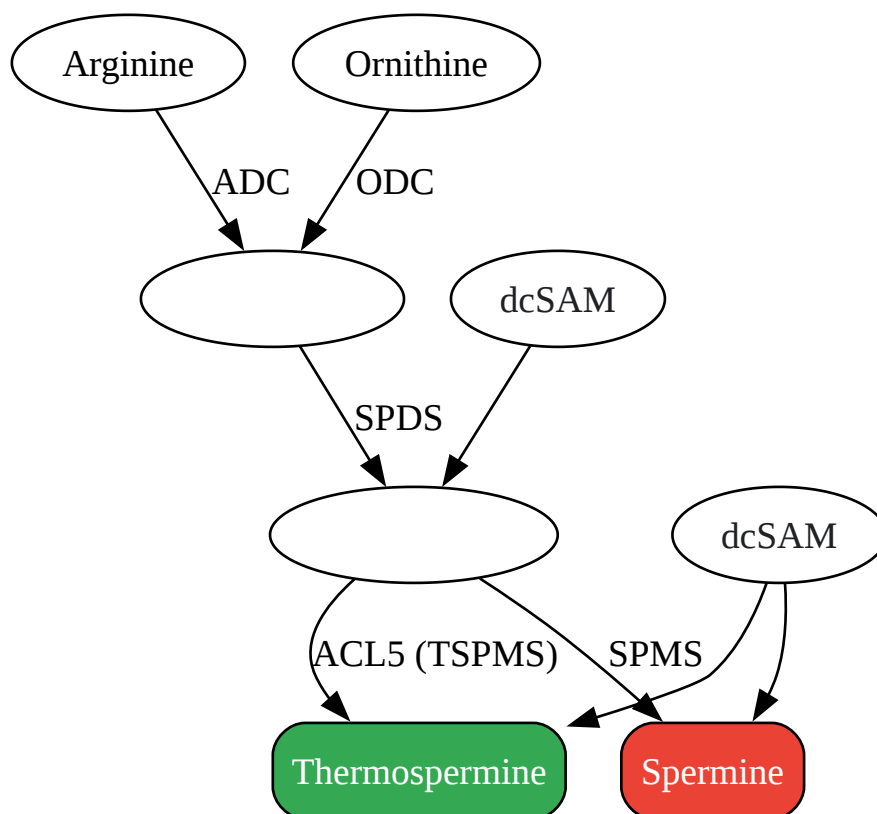 Arginine
Ornithine
ADC
ODC
dcSAM
SPDS
dcSAM
ACL5 (TSPMS)
SPMS
Thermospermine
Spermine